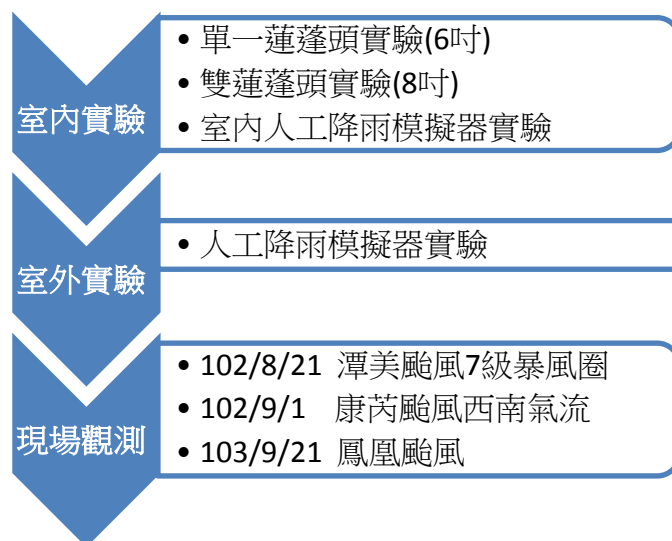 室內實驗
• 單一蓮蓬頭實驗(6吋)
• 雙蓮蓬頭實驗(8吋)
• 室內人工降雨模擬器實驗
室外實驗
• 人工降雨模擬器實驗
現場觀測
• 102/8/21 潭美颱風7級暴風圈
• 102/9/1 康芮颱風西南氣流
• 103/9/21 鳳凰颱風